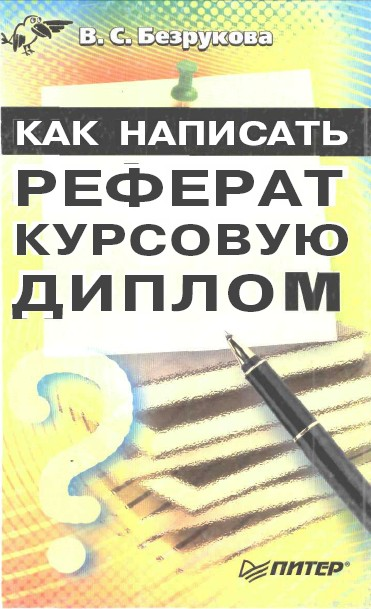 В. С. Безрукова
КАК НАПИСАТЬ
РЕФЕРАТ
КУРСОВУЮ
ДИПЛОМ
ПИТЕР®